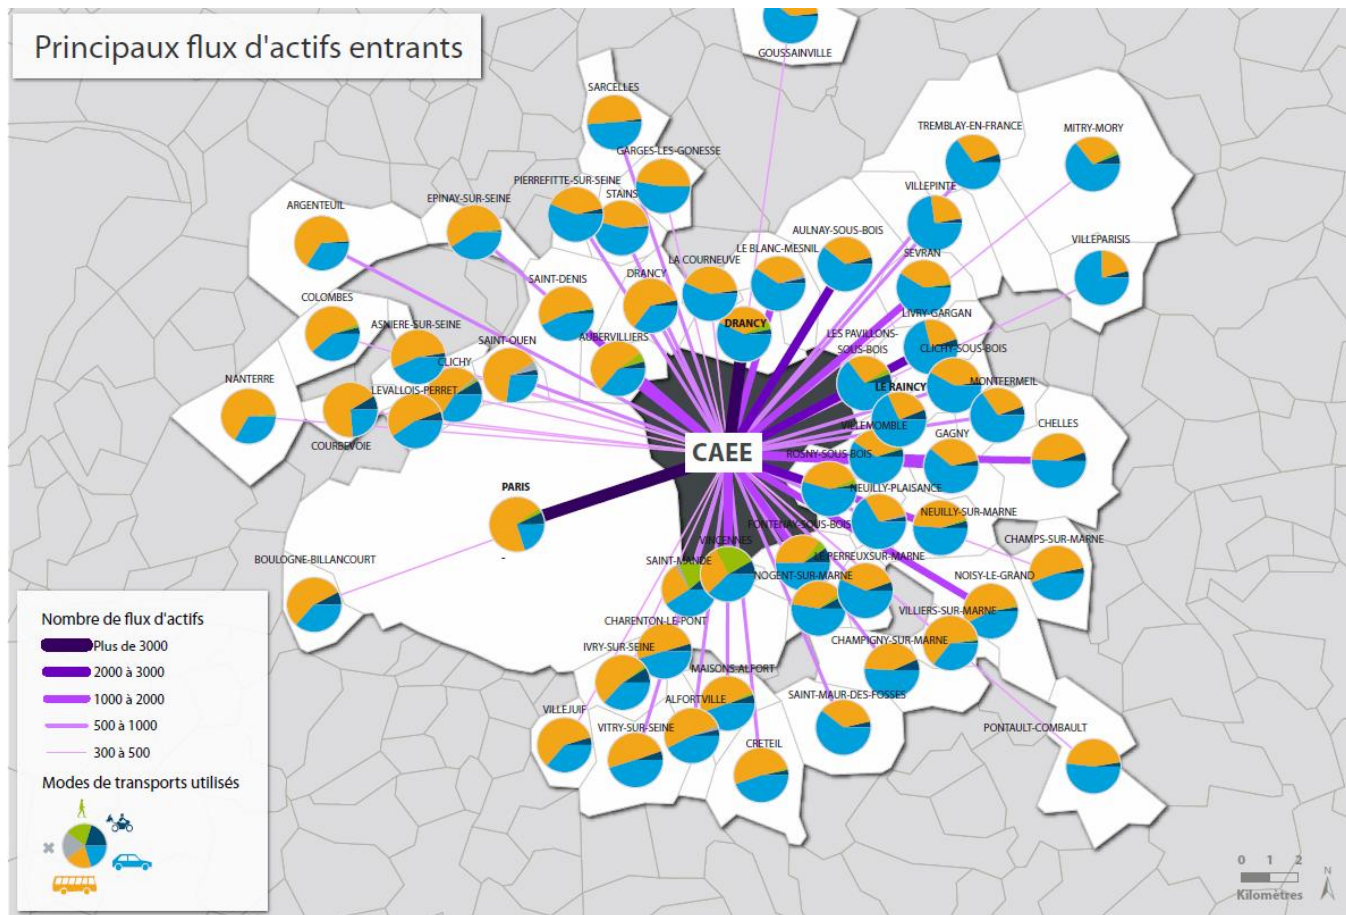 Principaux flux d'actifs entrants
GOUSSAINVILLE
SARCELLES
TREMBLAY-EN-FRANCE
MITRY-MORY
GARGES-LES-GONESSE
PIERREFITTE-SUR-SEINE
VILLEPINTE
STAINS
EPINAY-SUR-SEINE
ARGENTEUIL
AULNAY-SOUS-BOIS
VILLEPARISIS
LE BLANC-MESNIL
SEVRAN
LA COURNEUVE
DRANCY
SAINT-DENIS
COLOMBES
LIVRY-GARGAN
ASNIERE-SUR-SEINE
DRANCY
LES PAVILLONS-
SOUS-BOIS
SAINT-OUEN
AUBERVILLIERS
CLICHY-SOUS-BOIS
CLICHY
NANTERRE
LEVALLOIS-PERRET
LE RAINCY
MONTFERMEIL
CHELLES
VILLEMOMBLE
GAGNY
COURBEVOIE
CAEE
ROSNY-SOUS-BOIS
PARIS
NEUILLY-PLAISANCE
NEUILLY-SUR-MARNE
FONTENAY-SOUS-BOIS
CHAMPS-SUR-MARNE
VINCENNES
LE PERREUXSUR-MARNE
BOULOGNE-BILLANCOURT
SAINT-MANDE
NOGENT-SUR-MARNE
NOISY-LE-GRAND
VILLIERS-SUR-MARNE
CHARENTON-LE-PONT
CHAMPIGNY-SUR-MARNE
IVRY-SUR-SEINE
MAISONS-ALFORT
SAINT-MAUR-DES-FOSSES
ALFORTVILLE
VILLEJUIF
VITRY-SUR-SEINE
PONTAULT-COMBAULT
CRETEIL
Nombre de flux d'actifs
Plus de 3000
2000 à 3000
1000 à 2000
500 à 1000
300 à 500
Modes de transports utilisés
0 1 2
Kilomètres
N